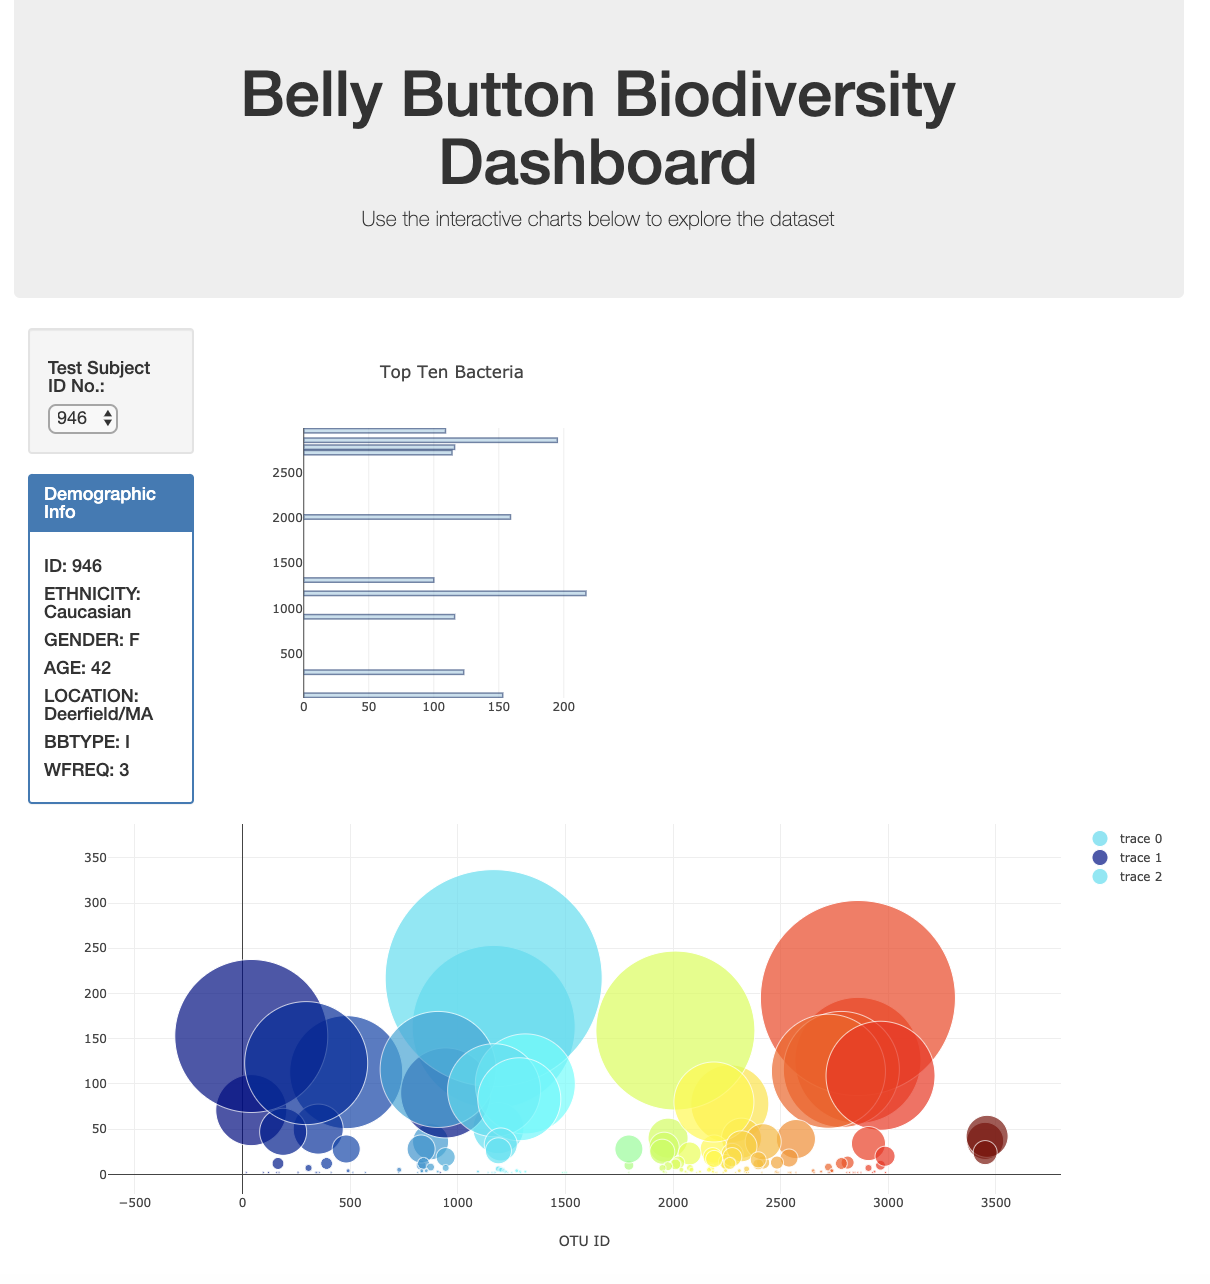 Belly Button Biodiversity
Dashboard
Use the interactive charts below to explore the dataset
Test Subject
ID No.:
946
Demographic
Info
ID: 946
ETHNICITY:
Caucasian
GENDER: F
AGE: 42
LOCATION:
Deerfield/MA
BBTYPE: I
WFREQ: 3
Top Ten Bacteria
2500
2000
1500
1000
500
0 50 100 150 200
trace 0
trace 1
trace 2
350
300
250
200
150
100
50
0
−500 0 500 1000 1500 2000 2500 3000 3500
OTU ID